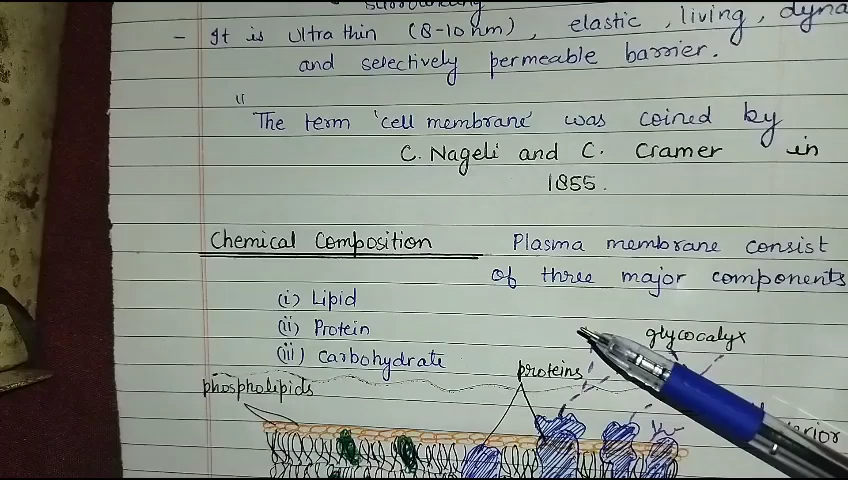 surrounding
- It is ultra thin (8-10 nm), elastic, living, dyna
and selectively permeable barrier.
" The term 'cell membrane' was coined by
C. Nageli and C. Cramer in
1855.
Chemical Composition Plasma membrane consist
of three major components
(i) Lipid
(ii) Protein
(iii) Carbohydrate
glycocalyx
proteins
phospholipids
erior